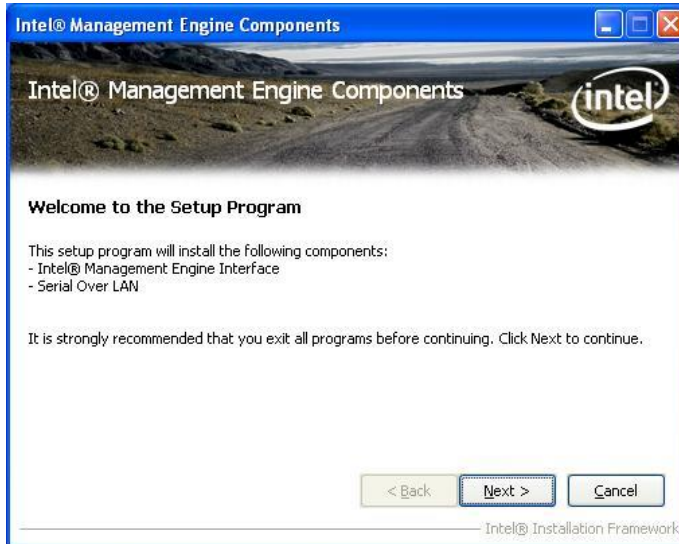 Intel® Management Engine Components
Intel® Management Engine Components
intel
Welcome to the Setup Program
This setup program will install the following components:
- Intel® Management Engine Interface
- Serial Over LAN
It is strongly recommended that you exit all programs before continuing. Click Next to continue.
< Back Next > Cancel
Intel® Installation Framework